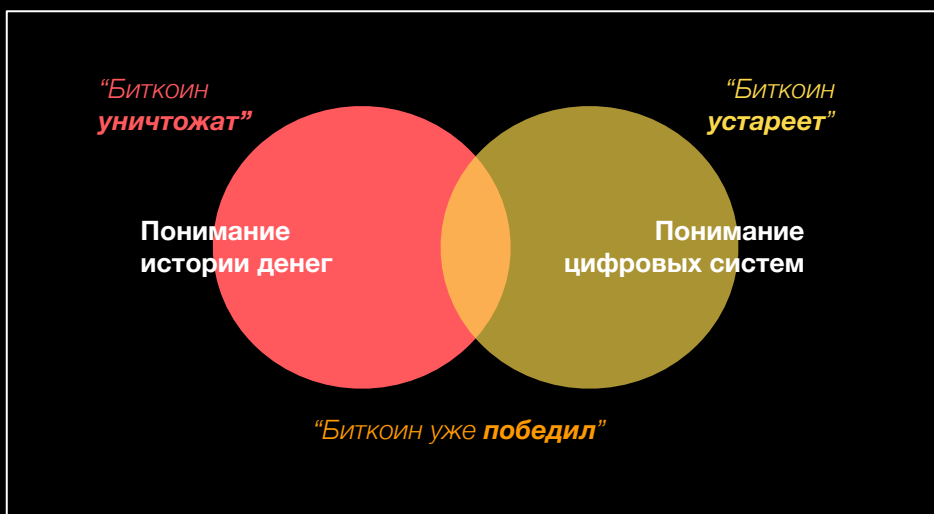 “Биткоин
уничтожат”
“Биткоин
устареет”
Понимание
истории денег
Понимание
цифровых систем
“Биткоин уже победил”